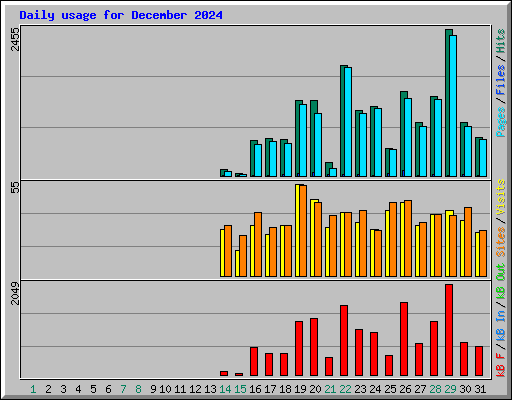 Daily usage for December 2024
2455
Pages / Files / Hits
55
Sites / Visits
2049
kB F / kB In / kB Out
1 2 3 4 5 6 7 8 9 10 11 12 13 14 15 16 17 18 19 20 21 22 23 24 25 26 27 28 29 30 31